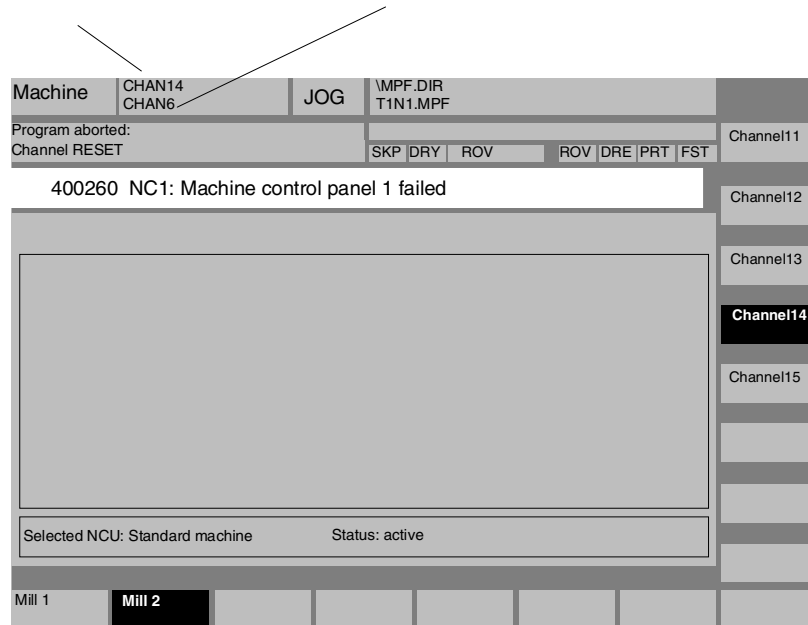 Machine
CHAN14
CHAN6
JOG
\MPF.DIR
T1N1.MPF
Program aborted:
Channel RESET
SKP DRY ROV ROV DRE PRT FST
400260 NC1: Machine control panel 1 failed
Channel11
Channel12
Channel13
Channel14
Channel15
Selected NCU: Standard machine Status: active
Mill 1 Mill 2